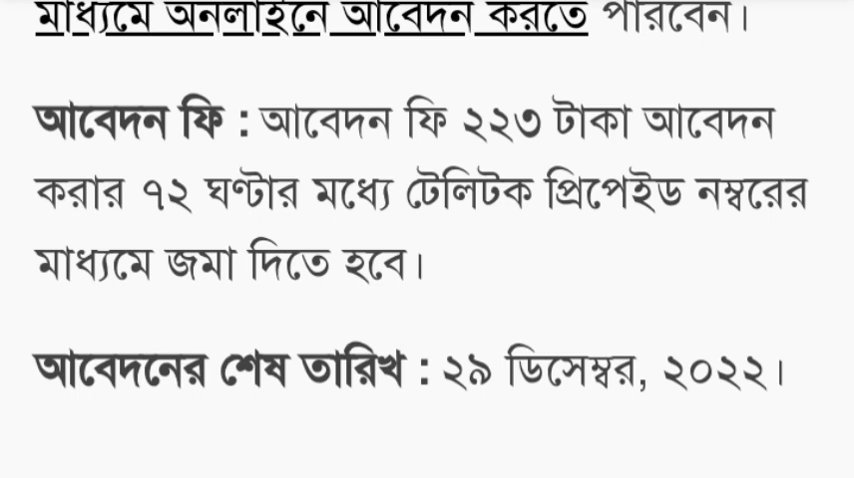 মাধ্যমে অনলাইনে আবেদন করতে পারবেন।
আবেদন ফি : আবেদন ফি ২২৩ টাকা আবেদন
করার ৭২ ঘণ্টার মধ্যে টেলিটক প্রিপেইড নম্বরের
মাধ্যমে জমা দিতে হবে।
আবেদনের শেষ তারিখ : ২৯ ডিসেম্বর, ২০২২।